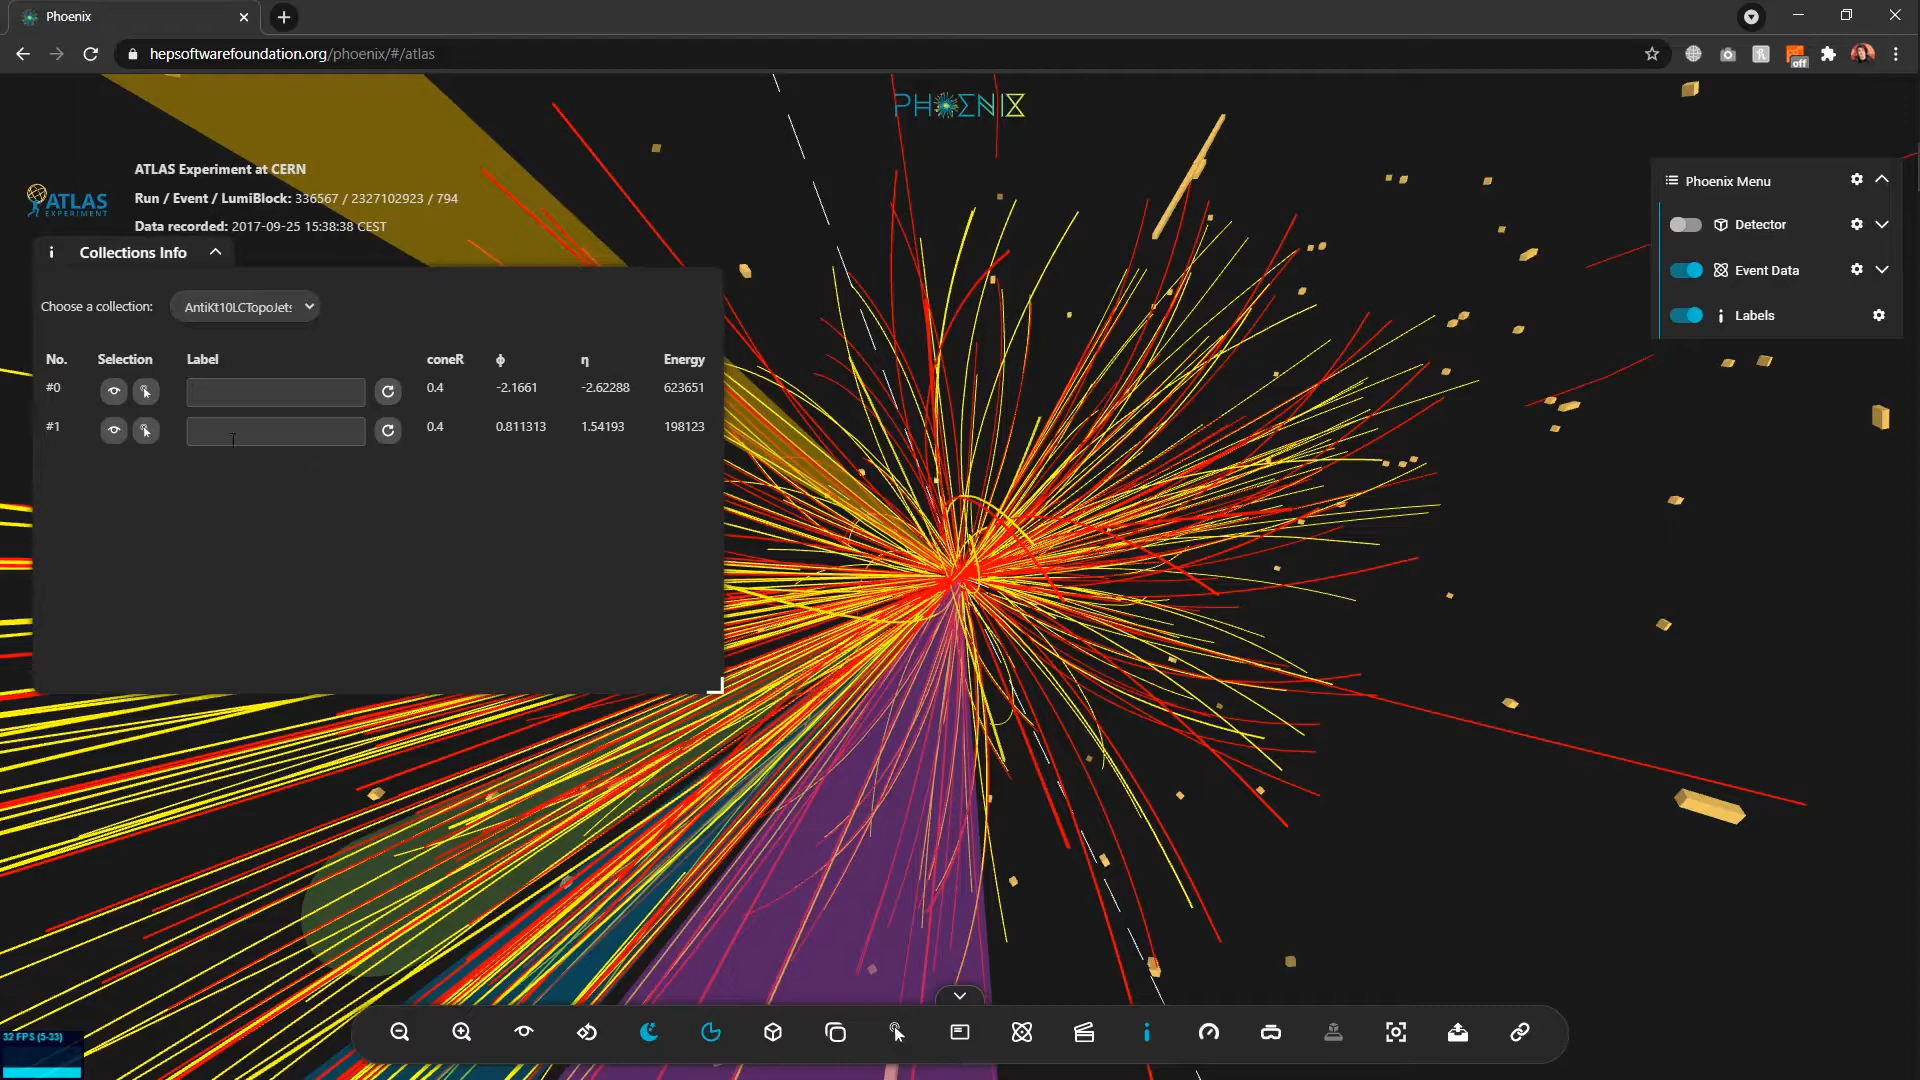 Phoenix
hepsoftwarefoundation.org/phoenix/#/atlas
off
PHOENIX
ATLAS Experiment at CERN
ATLAS
EXPERIMENT
Run / Event / LumiBlock: 336567 / 2327102923 / 794
Data recorded: 2017-09-25 15:38:38 CEST
Phoenix Menu
Detector
Event Data
Labels
Collections Info
Choose a collection: AntiKt10LCTopoJets
No. Selection Label coneR ϕ η Energy
#0 0.4 -2.1661 -2.62288 623651
#1 0.4 0.811313 1.54193 198123
32 FPS (5-33)